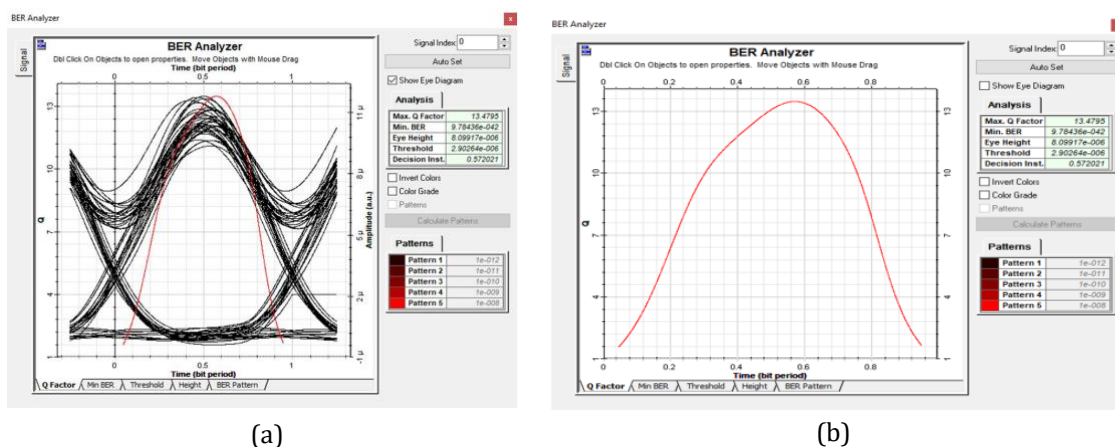 BER Analyzer
x
Signal
BER Analyzer
Dbl Click On Objects to open properties. Move Objects with Mouse Drag
Time (bit period)
0 0.5 1
Q
13
10
7
4
1
Amplitude (a.u.)
11 µ
8 µ
5 µ
2 µ
-1 µ
0 0.5 1
Time (bit period)
Q Factor Min BER Threshold Height BER Pattern
Signal Index: 0
Auto Set
Show Eye Diagram
Analysis
Max. Q Factor 13.4795
Min. BER 9.78436e-042
Eye Height 8.09917e-006
Threshold 2.90264e-006
Decision Inst. 0.572021
Invert Colors
Color Grade
Patterns
Calculate Patterns
Patterns
Pattern 1 1e-012
Pattern 2 1e-011
Pattern 3 1e-010
Pattern 4 1e-009
Pattern 5 1e-008
(a)
BER Analyzer
x
Signal
BER Analyzer
Dbl Click On Objects to open properties. Move Objects with Mouse Drag
Time (bit period)
0 0.2 0.4 0.6 0.8
Q
13
10
7
4
1
13
10
7
4
1
0 0.2 0.4 0.6 0.8
Time (bit period)
Q Factor Min BER Threshold Height BER Pattern
Signal Index: 0
Auto Set
Show Eye Diagram
Analysis
Max. Q Factor 13.4795
Min. BER 9.78436e-042
Eye Height 8.09917e-006
Threshold 2.90264e-006
Decision Inst. 0.572021
Invert Colors
Color Grade
Patterns
Calculate Patterns
Patterns
Pattern 1 1e-012
Pattern 2 1e-011
Pattern 3 1e-010
Pattern 4 1e-009
Pattern 5 1e-008
(b)